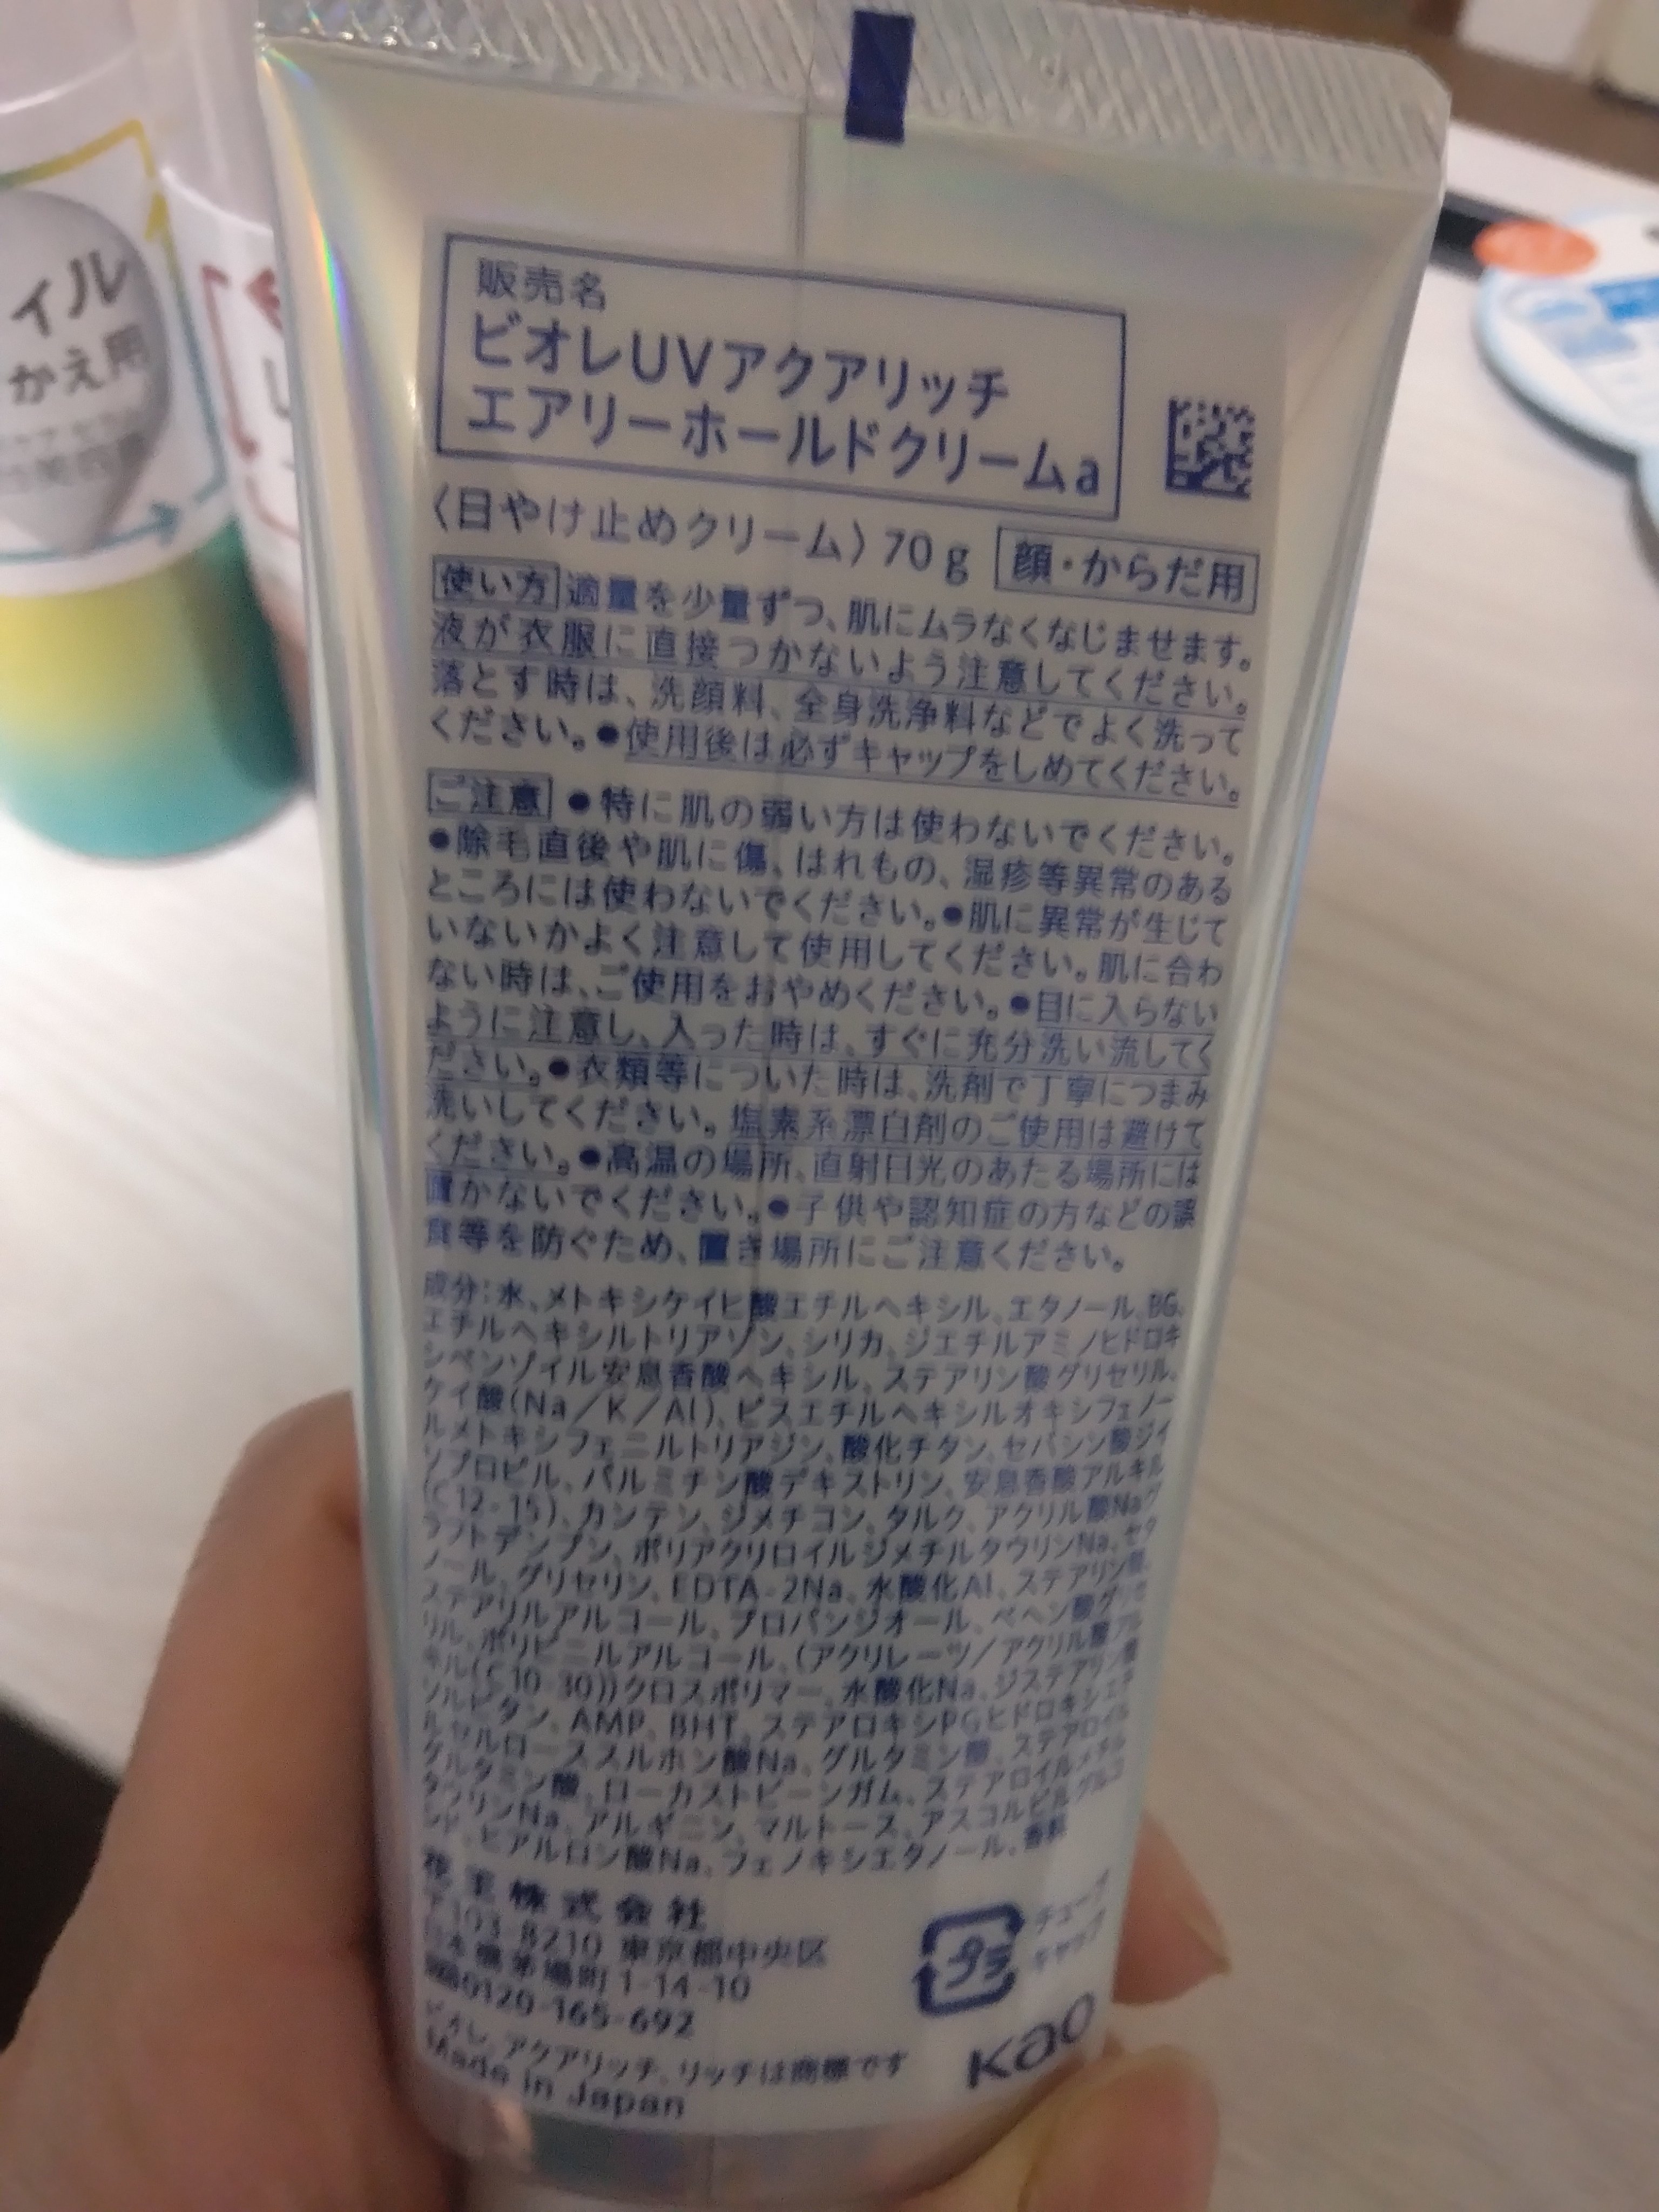 販売名
ビオレUVアクアリッチ
エアリーホールドクリームa
〈日やけ止めクリーム〉70g 顔・からだ用
使い方 適量を少量ずつ、肌にムラなくなじませます。
液が衣服に直接つかないよう注意してください。
落とす時は、洗顔料、全身洗浄料などでよく洗って
ください。●使用後は必ずキャップをしめてください。
ご注意 ●特に肌の弱い方は使わないでください。
●除毛直後や肌に傷、はれもの、湿疹等異常のある
ところには使わないでください。●肌に異常が生じて
いないかよく注意して使用してください。肌に合わ
ない時は、ご使用をおやめください。●目に入らない
ように注意し、入った時は、すぐに充分洗い流してく
ださい。●衣類等についた時は、洗剤で丁寧につまみ
洗いしてください。塩素系漂白剤のご使用は避けて
ください。●高温の場所、直射日光のあたる場所には
置かないでください。●子供や認知症の方などの誤
食等を防ぐため、置き場所にご注意ください。
成分：水、メトキシケイヒ酸エチルヘキシル、エタノール、BG、
エチルヘキシルトリアゾン、シリカ、ジエチルアミノヒドロキ
シベンゾイル安息香酸ヘキシル、ステアリン酸グリセリル、
ケイ酸(Na／K／Al)、ビスエチルヘキシルオキシフェノー
ルメトキシフェニルトリアジン、酸化チタン、セバシン酸ジイ
ソプロピル、パルミチン酸デキストリン、安息香酸アルキル
(C12-15)、カンテン、ジメチコン、タルク、アクリル酸Naグ
ラフトデンプン、ポリアクリロイルジメチルタウリンNa、セタ
ノール、グリセリン、EDTA-2Na、水酸化Al、ステアリン酸、
ステアリルアルコール、プロパンジオール、ベヘン酸グリセ
リル、ポリビニルアルコール、(アクリレーツ／アクリル酸アル
キル(C10-30))クロスポリマー、水酸化Na、ジステアリン酸
ソルビタン、AMP、BHT、ステアロキシPGヒドロキシエチ
ルセルローススルホン酸Na、グルタミン酸、ステアロイル
グルタミン酸、ローカストビーンガム、ステアロイルメチル
タウリンNa、アルギニン、マルトース、アスコルビルグルコ
シド、ヒアルロン酸Na、フェノキシエタノール、香料
花王株式会社
〒103-8210 東京都中央区
日本橋茅場町1-14-10
0120-165-692
ビオレ、アクアリッチ、リッチは商標です
Made in Japan
プラ
チューブ
キャップ
Kao
ィル
かえ用